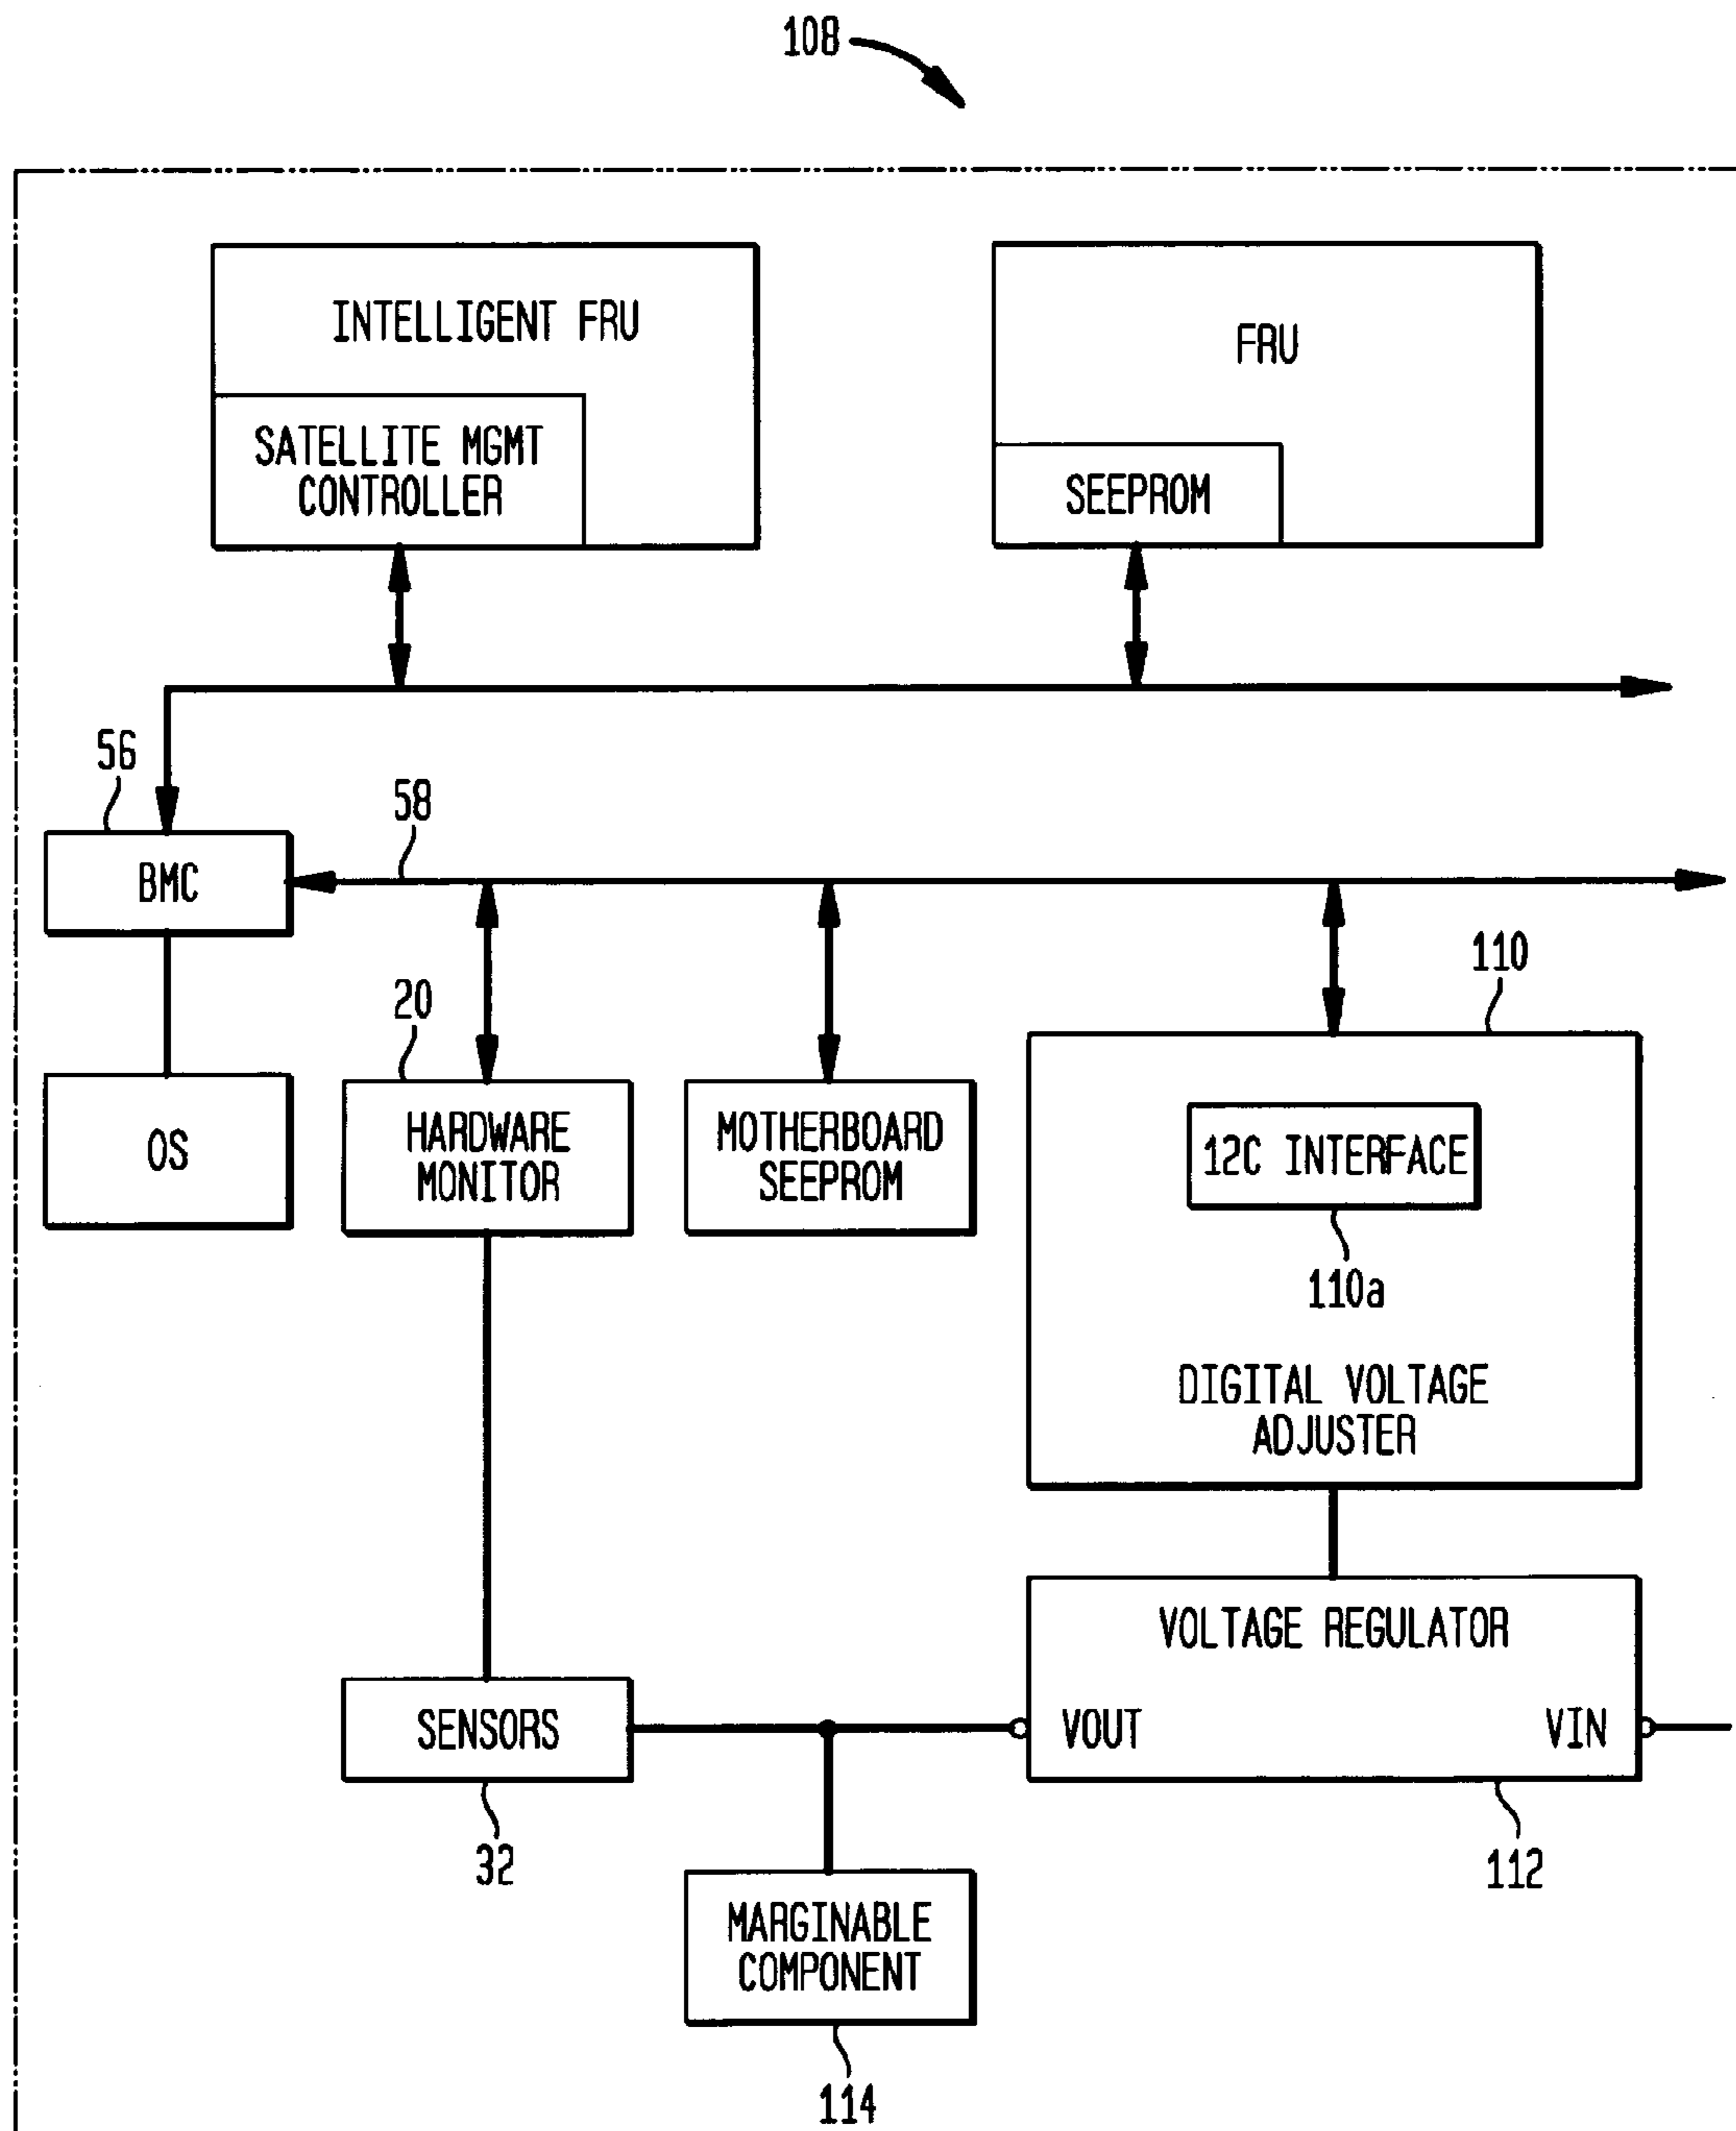 108
INTELLIGENT FRU
SATELLITE MGMT
CONTROLLER
FRU
SEEPROM
56
BMC
58
OS
20
HARDWARE
MONITOR
MOTHERBOARD
SEEPROM
110
12C INTERFACE
110a
DIGITAL VOLTAGE
ADJUSTER
VOLTAGE REGULATOR
VOUT
VIN
112
SENSORS
32
MARGINABLE
COMPONENT
114